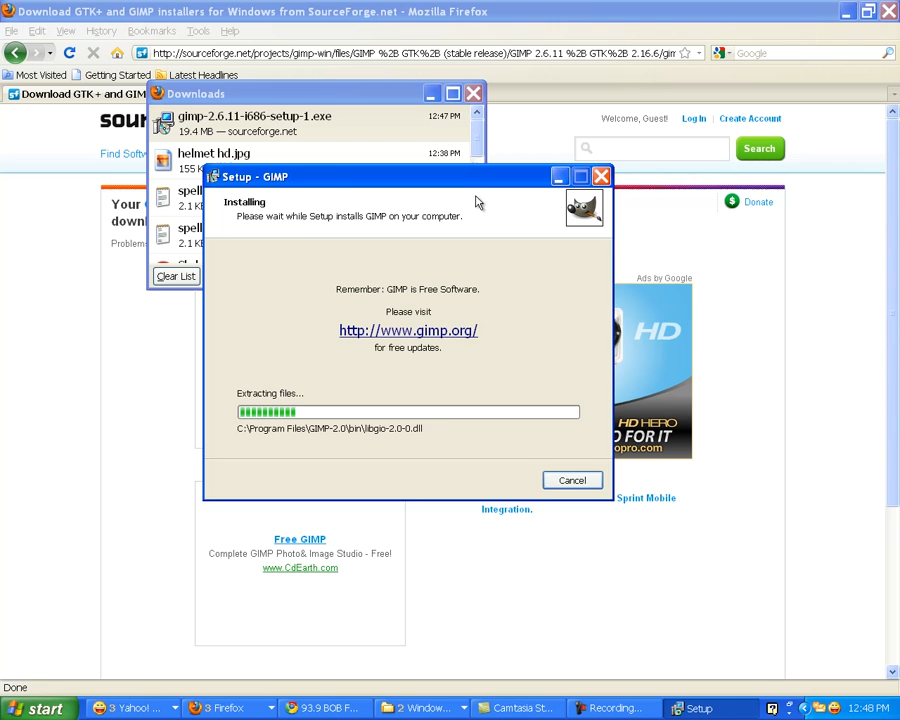 Download GTK+ and GIMP installers for Windows from SourceForge.net - Mozilla Firefox
File Edit View History Bookmarks Tools Help
http://sourceforge.net/projects/gimp-win/files/GIMP %2B GTK%2B (stable release)/GIMP 2.6.11 %2B GTK%2B 2.16.6/gim
Google
Most Visited Getting Started Latest Headlines
Download GTK+ and GIM
Downloads
gimp-2.6.11-i686-setup-1.exe 12:47 PM
19.4 MB — sourceforge.net
helmet hd.jpg 12:38 PM
155 K
spell
2.1 K
spell
2.1 K
Clear List
sour
Find Softw
Welcome, Guest! Log In Create Account
Search
Your
downl
Problems
Donate
Setup - GIMP
Installing
Please wait while Setup installs GIMP on your computer.
Remember: GIMP is Free Software.
Please visit
http://www.gimp.org/
for free updates.
Extracting files...
C:\Program Files\GIMP-2.0\bin\libgio-2.0-0.dll
Cancel
Ads by Google
HD
HD HERO
O FOR IT
opro.com
Sprint Mobile
Integration.
Free GIMP
Complete GIMP Photo& Image Studio - Free!
www.CdEarth.com
Done
start
3 Yahoo! ...
3 Firefox
93.9 BOB F...
2 Window...
Camtasia St...
Recording...
Setup
12:48 PM